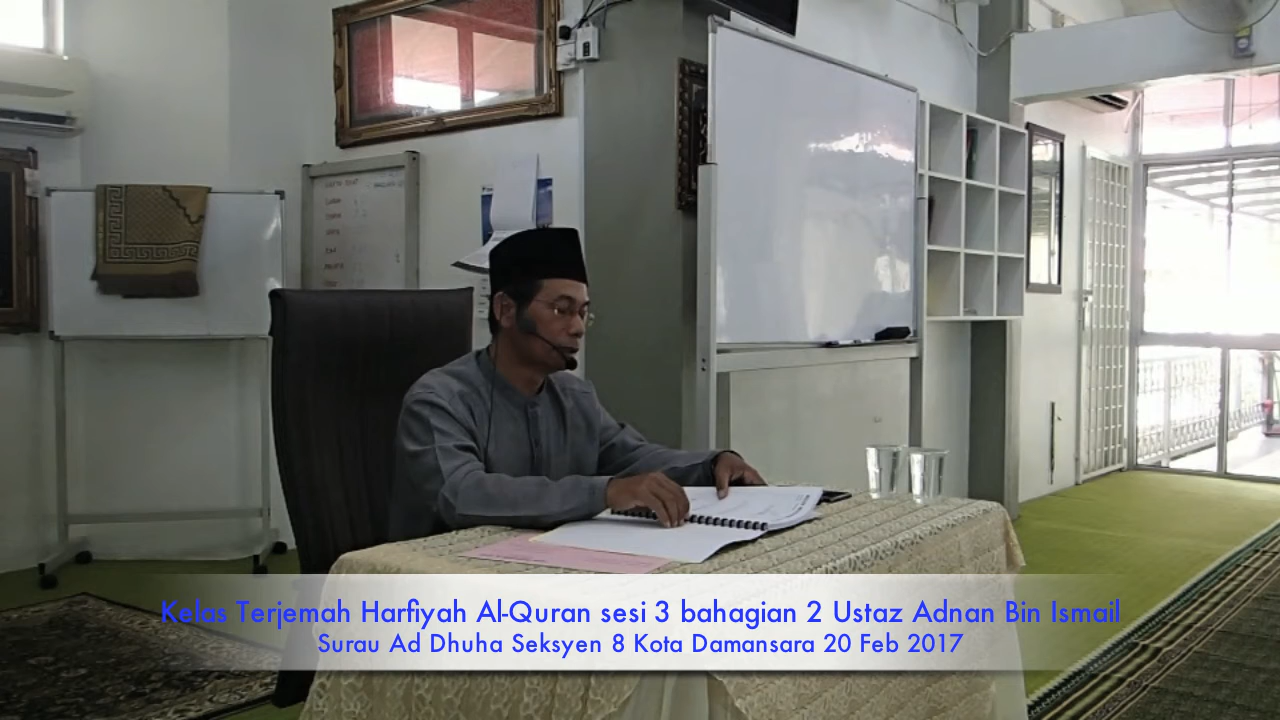 Kelas Terjemah Harfiyah Al-Quran sesi 3 bahagian 2 Ustaz Adnan Bin Ismail
Surau Ad Dhuha Seksyen 8 Kota Damansara 20 Feb 2017